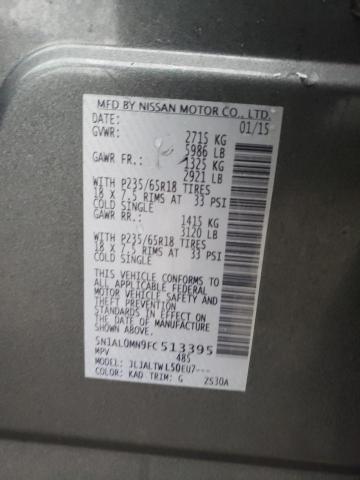 MFD BY NISSAN MOTOR CO., LTD.
DATE: 01/15
GVWR: 2715 KG
5986 LB
GAWR FR.: 1325 KG
2921 LB
WITH P235/65R18 TIRES
18 X 7.5 RIMS AT 33 PSI
COLD SINGLE
GAWR RR.: 1415 KG
3120 LB
WITH P235/65R18 TIRES
18 X 7.5 RIMS AT 33 PSI
COLD SINGLE
THIS VEHICLE CONFORMS TO
ALL APPLICABLE FEDERAL
MOTOR VEHICLE SAFETY, BUMPER, AND
THEFT PREVENTION
STANDARDS IN EFFECT ON THE
DATE OF MANUFACTURE
SHOWN ABOVE.
5N1AL0MN9FC513395
MPV 485
MODEL: JLJALTWL50EU7---
COLOR: KAD TRIM: G ZS30A